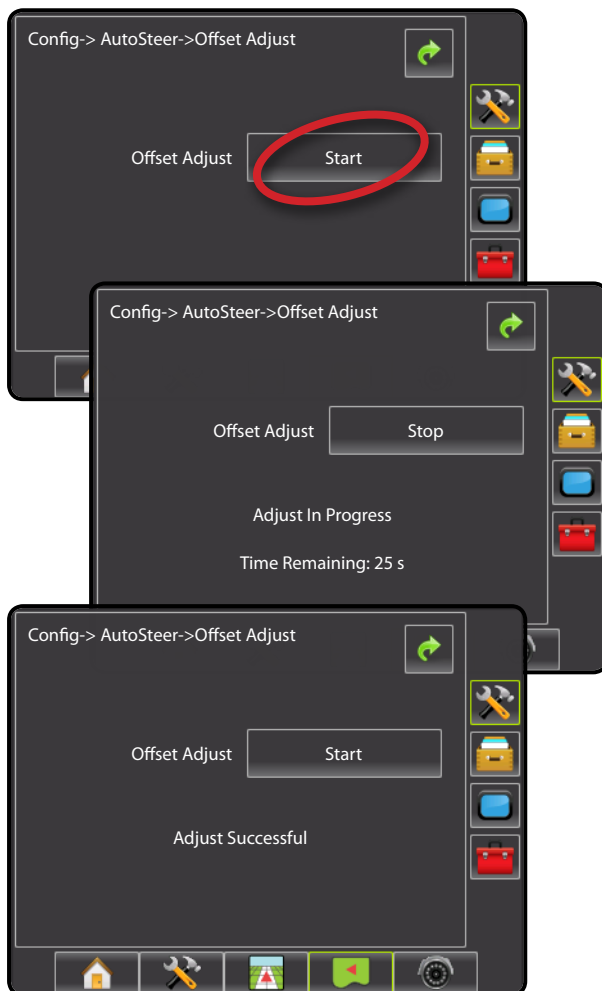 Config-> AutoSteer->Offset Adjust
Offset Adjust Start
Config-> AutoSteer->Offset Adjust
Offset Adjust Stop
Adjust In Progress
Time Remaining: 25 s
Config-> AutoSteer->Offset Adjust
Offset Adjust Start
Adjust Successful